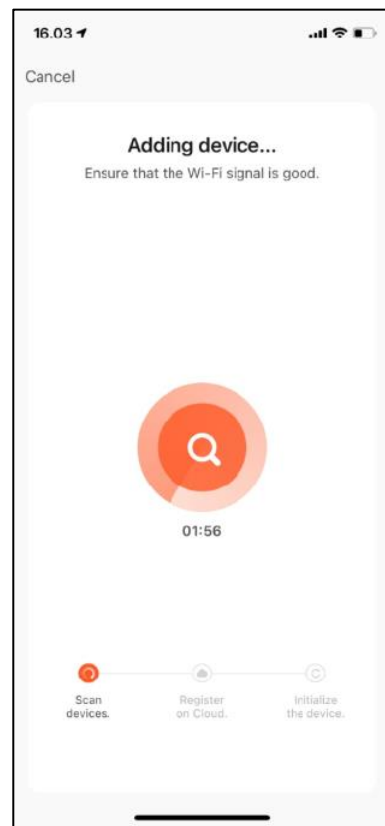 16.03
Cancel
Adding device...
Ensure that the Wi-Fi signal is good.
01:56
Scan
devices.
Register
on Cloud.
Initialize
the device.